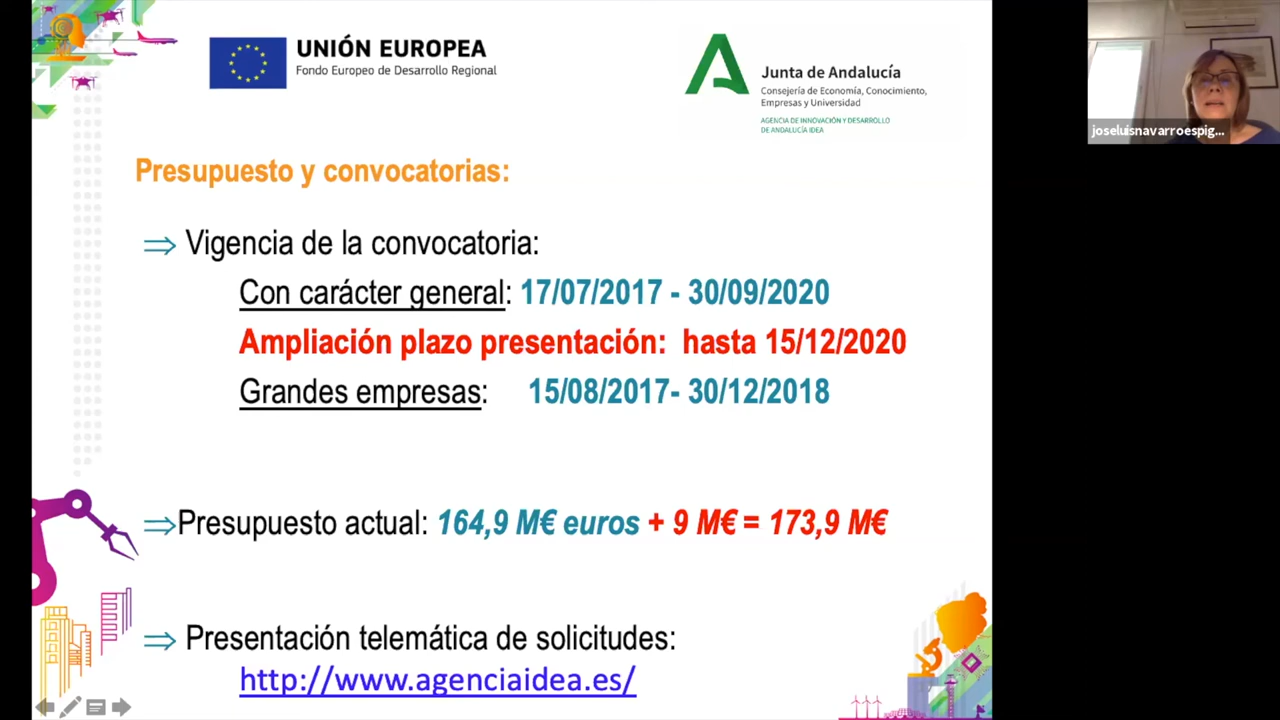 UNIÓN EUROPEA
Fondo Europeo de Desarrollo Regional
Junta de Andalucía
Consejería de Economía, Conocimiento,
Empresas y Universidad
AGENCIA DE INNOVACIÓN Y DESARROLLO
DE ANDALUCÍA IDEA
joseluisnavarroespig...
Presupuesto y convocatorias:
⇒ Vigencia de la convocatoria:
Con carácter general: 17/07/2017 - 30/09/2020
Ampliación plazo presentación: hasta 15/12/2020
Grandes empresas: 15/08/2017- 30/12/2018
⇒Presupuesto actual: 164,9 M€ euros + 9 M€ = 173,9 M€
⇒ Presentación telemática de solicitudes:
http://www.agenciaidea.es/